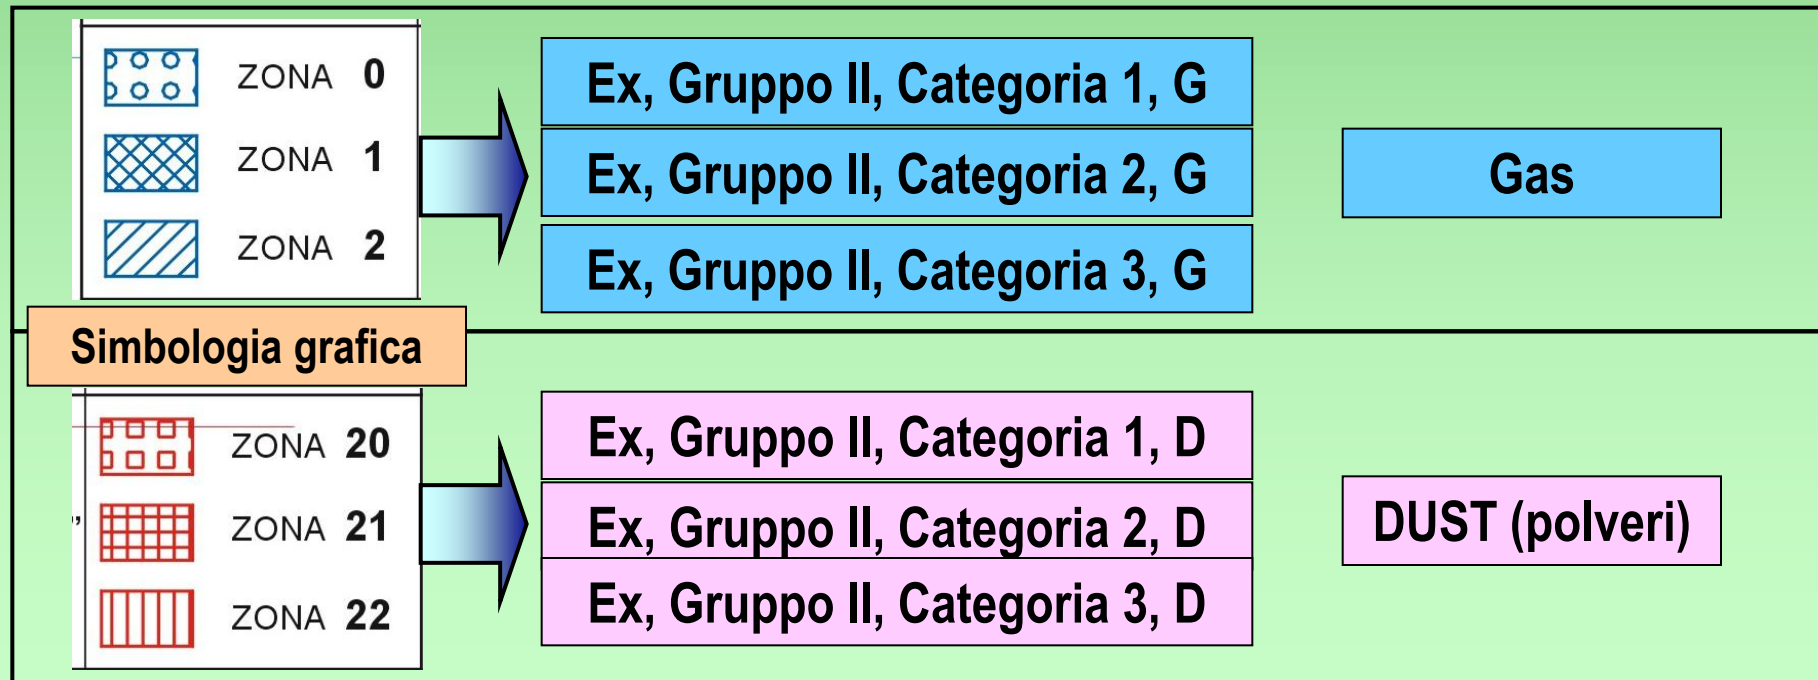 ZONA 0
ZONA 1
ZONA 2
Ex, Gruppo II, Categoria 1, G
Ex, Gruppo II, Categoria 2, G
Ex, Gruppo II, Categoria 3, G
Gas
Simbologia grafica
ZONA 20
”
ZONA 21
ZONA 22
Ex, Gruppo II, Categoria 1, D
Ex, Gruppo II, Categoria 2, D
Ex, Gruppo II, Categoria 3, D
DUST (polveri)